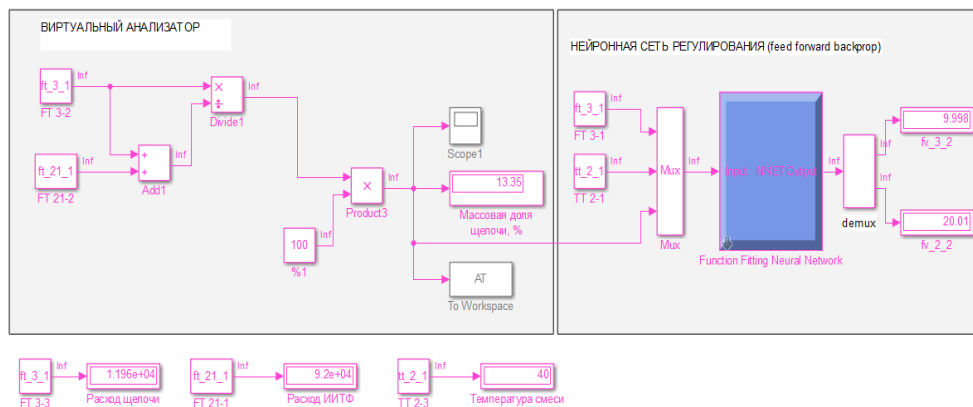 ВИРТУАЛЬНЫЙ АНАЛИЗАТОР
ft_3_1
Inf
FT 3-2
×
÷
Inf
Divide1
ft_21_1
Inf
FT 21-2
+
+
Inf
Add1
100
Inf
%1
×
Inf
Product3
Scope1
13.35
Массовая доля
щелочи, %
AT
To Workspace
НЕЙРОННАЯ СЕТЬ РЕГУЛИРОВАНИЯ (feed forward backprop)
ft_3_1
Inf
FT 3-1
tt_2_1
Inf
TT 2-1
Mux
Inf
Mux
Input NNET Output
Inf
Function Fitting Neural Network
demux
Inf
Inf
9.998
fv_3_2
20.01
fv_2_2
ft_3_1
Inf
FT 3-3
1.196e+04
Расход щелочи
ft_21_1
Inf
FT 21-1
9.2e+04
Расход ИИТФ
tt_2_1
Inf
TT 2-3
40
Температура смеси